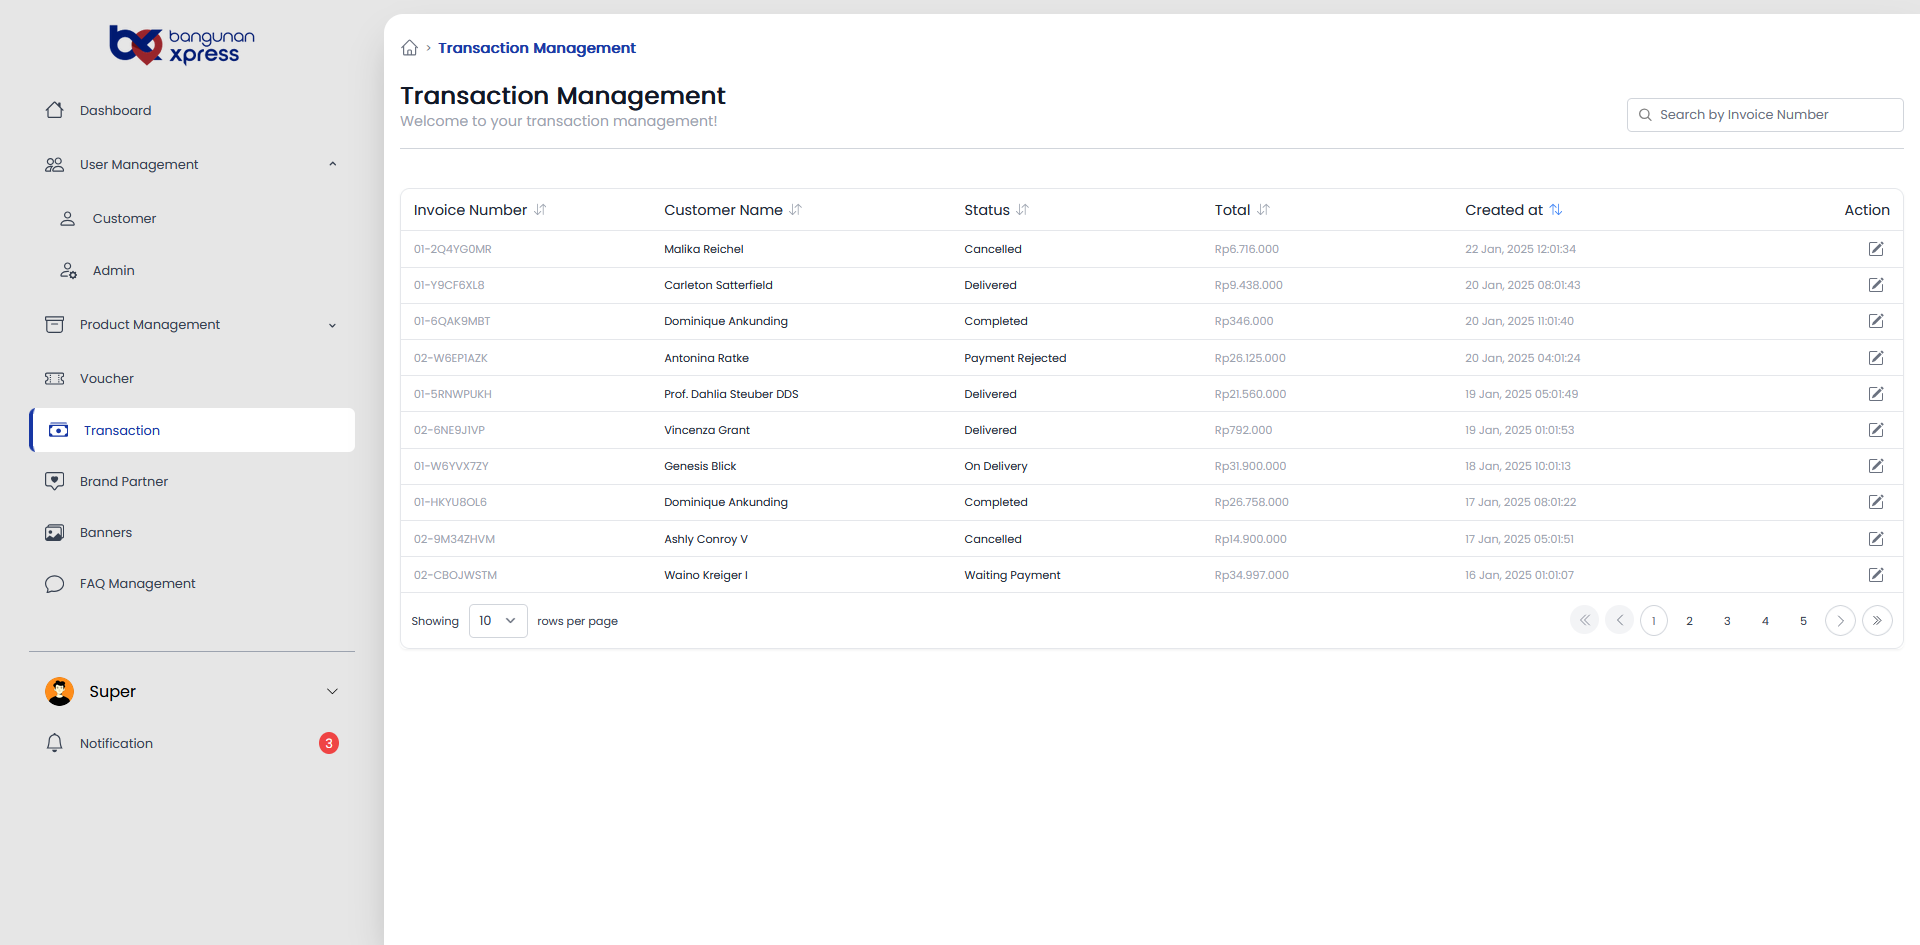 bangunan
xpress
Dashboard
User Management
Customer
Admin
Product Management
Voucher
Transaction
Brand Partner
Banners
FAQ Management
Super
Notification 3
› Transaction Management
Transaction Management
Welcome to your transaction management!
Search by Invoice Number
Invoice Number Customer Name Status Total Created at Action
01-2Q4YG0MR Malika Reichel Cancelled Rp6.716.000 22 Jan, 2025 12:01:34
01-Y9CF6XL8 Carleton Satterfield Delivered Rp9.438.000 20 Jan, 2025 08:01:43
01-6QAK9MBT Dominique Ankunding Completed Rp346.000 20 Jan, 2025 11:01:40
02-W6EP1AZK Antonina Ratke Payment Rejected Rp26.125.000 20 Jan, 2025 04:01:24
01-5RNWPUKH Prof. Dahlia Steuber DDS Delivered Rp21.560.000 19 Jan, 2025 05:01:49
02-6NE9J1VP Vincenza Grant Delivered Rp792.000 19 Jan, 2025 01:01:53
01-W6YVX7ZY Genesis Blick On Delivery Rp31.900.000 18 Jan, 2025 10:01:13
01-HKYU8OL6 Dominique Ankunding Completed Rp26.758.000 17 Jan, 2025 08:01:22
02-9M34ZHVM Ashly Conroy V Cancelled Rp14.900.000 17 Jan, 2025 05:01:51
02-CBOJWSTM Waino Kreiger I Waiting Payment Rp34.997.000 16 Jan, 2025 01:01:07
Showing 10 rows per page 1 2 3 4 5